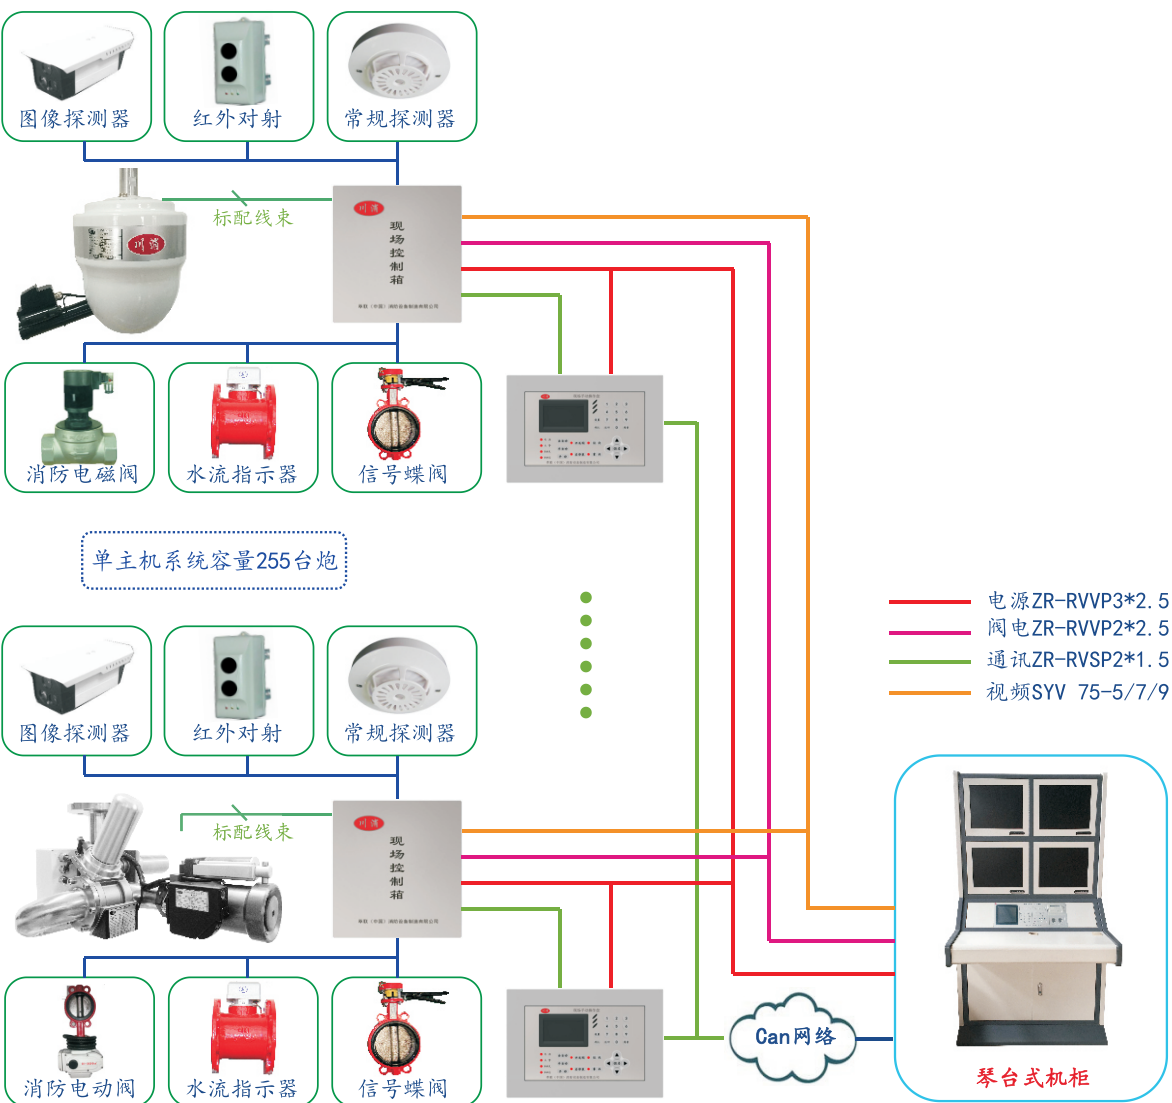 图像探测器
红外对射
常规探测器
标配线束
川消
川消
现场控制箱
消防电磁阀
水流指示器
信号蝶阀
单主机系统容量255台炮
电源ZR-RVVP3*2.5
阀电ZR-RVVP2*2.5
通讯ZR-RVSP2*1.5
视频SYV 75-5/7/9
图像探测器
红外对射
常规探测器
标配线束
川消
现场控制箱
消防电动阀
水流指示器
信号蝶阀
Can网络
琴台式机柜